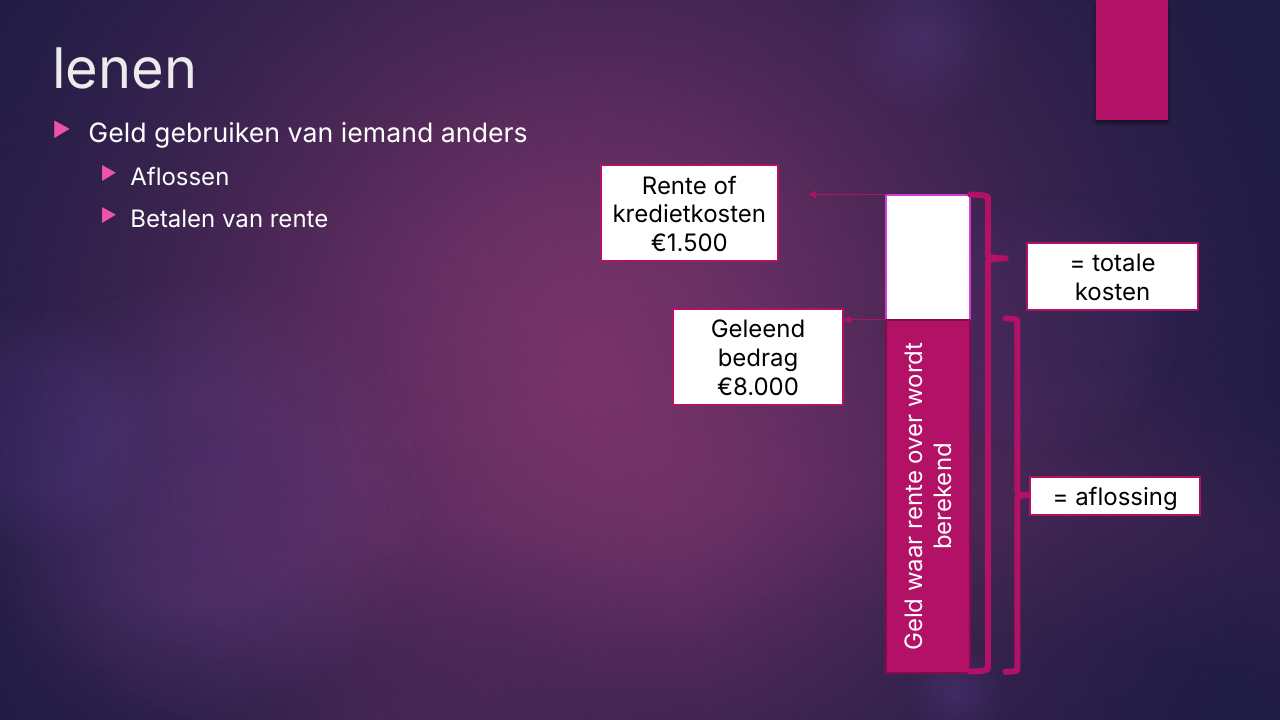 lenen
Geld gebruiken van iemand anders
Aflossen
Betalen van rente
Rente of
kredietkosten
€1.500
Geleend
bedrag
€8.000
Geld waar rente over wordt
berekend
= totale
kosten
= aflossing